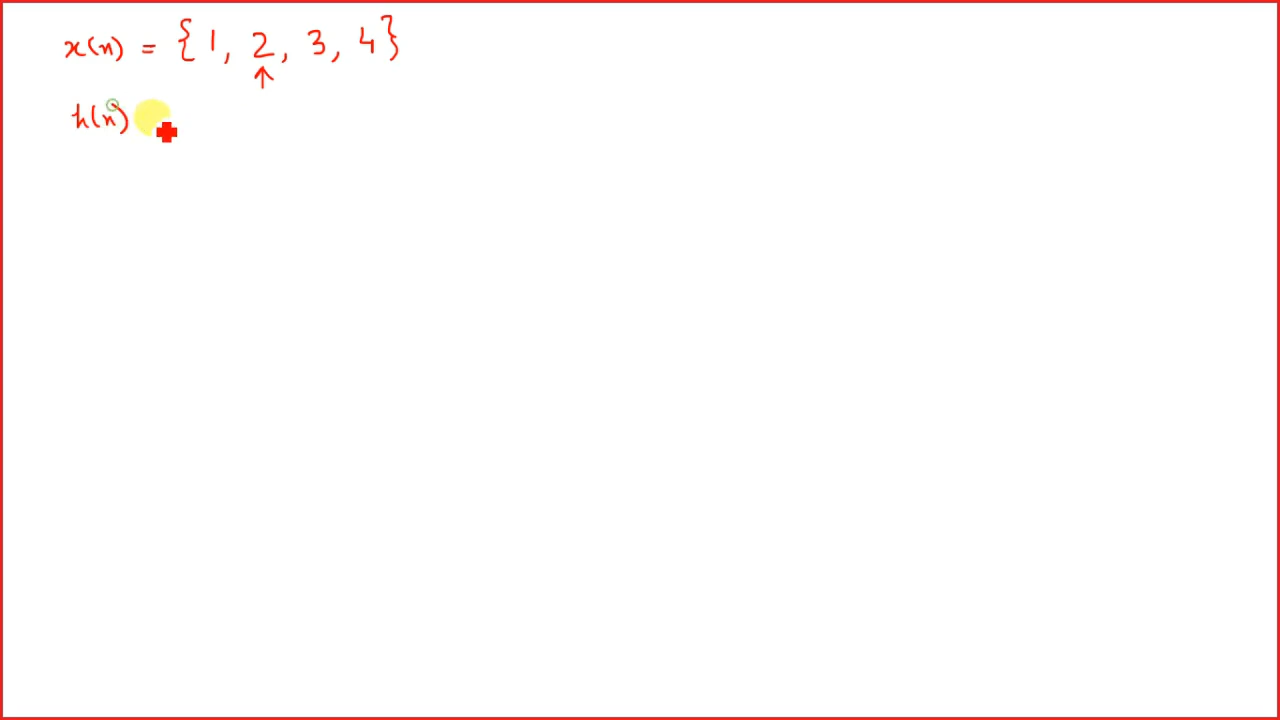 x(n) = {1, 2, 3, 4}
↑
h(n)